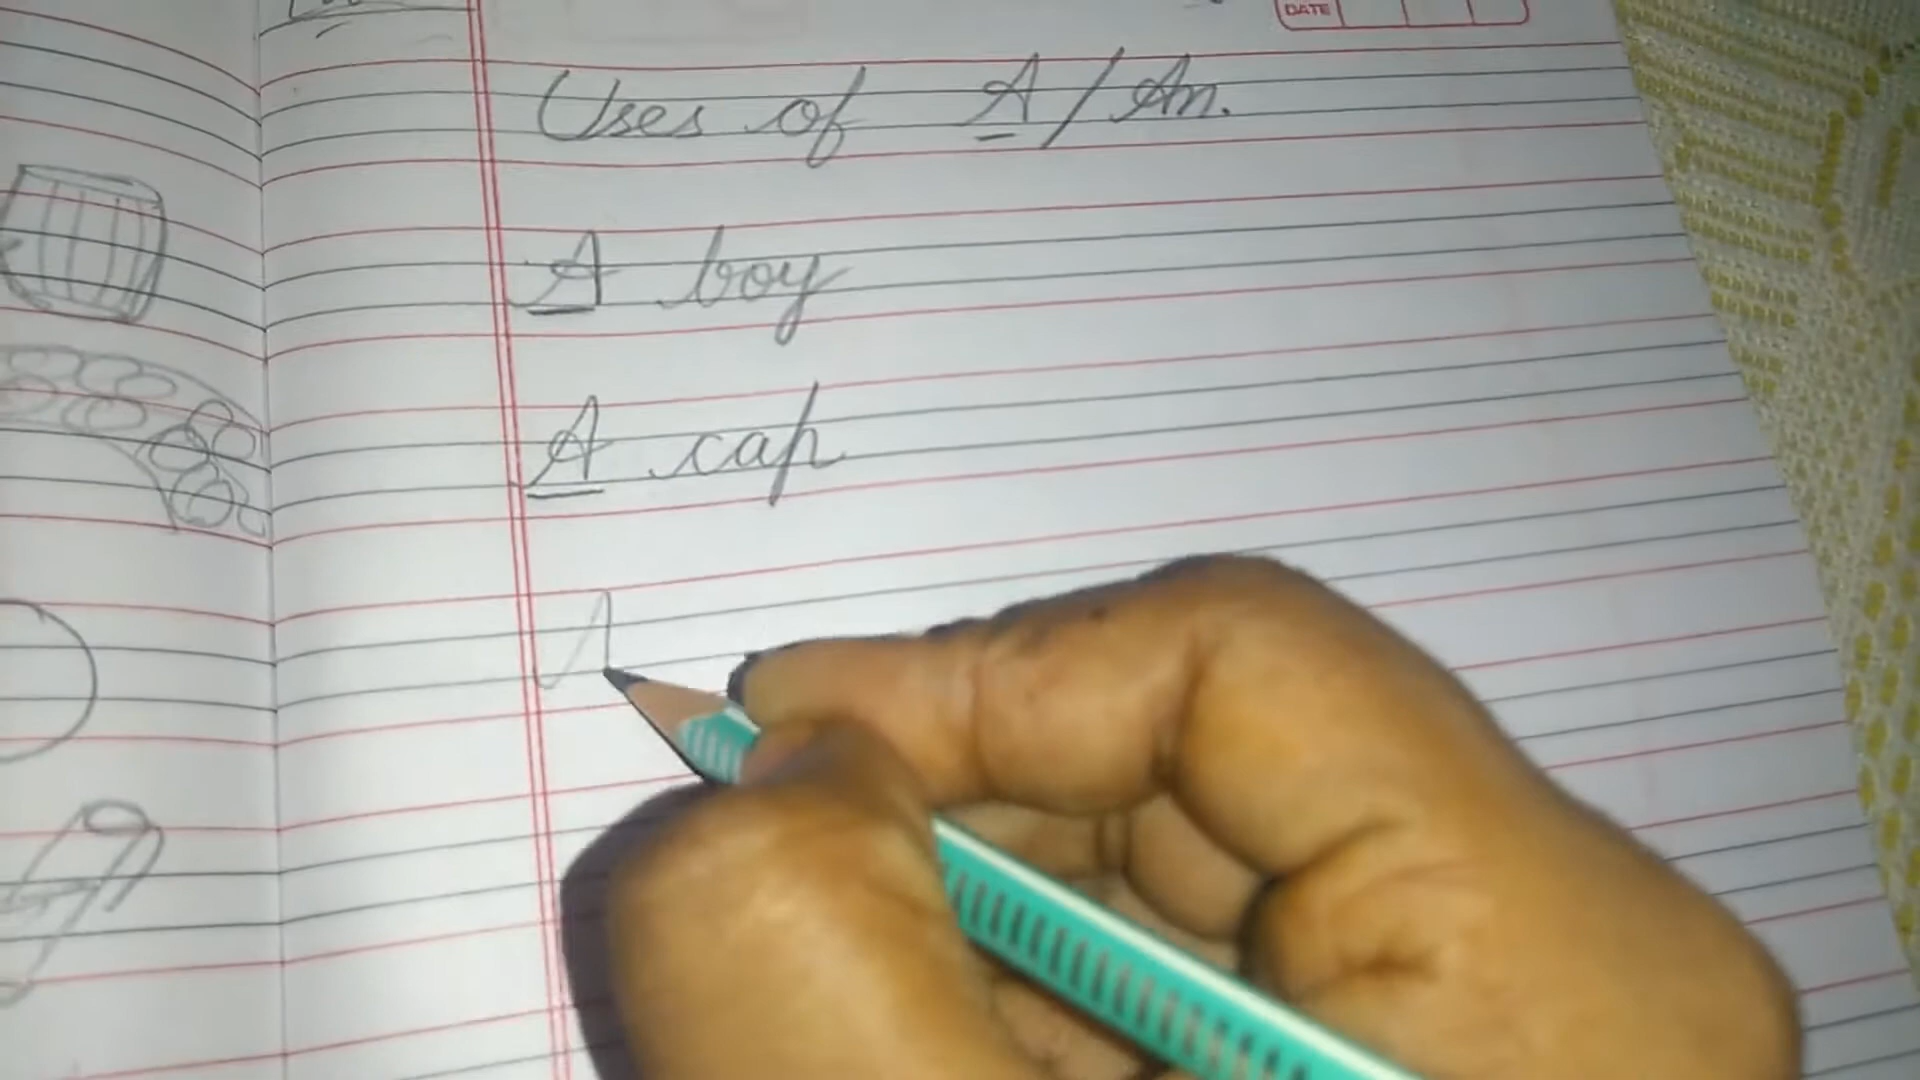 DATE
Uses of A/An.
A boy
A cap